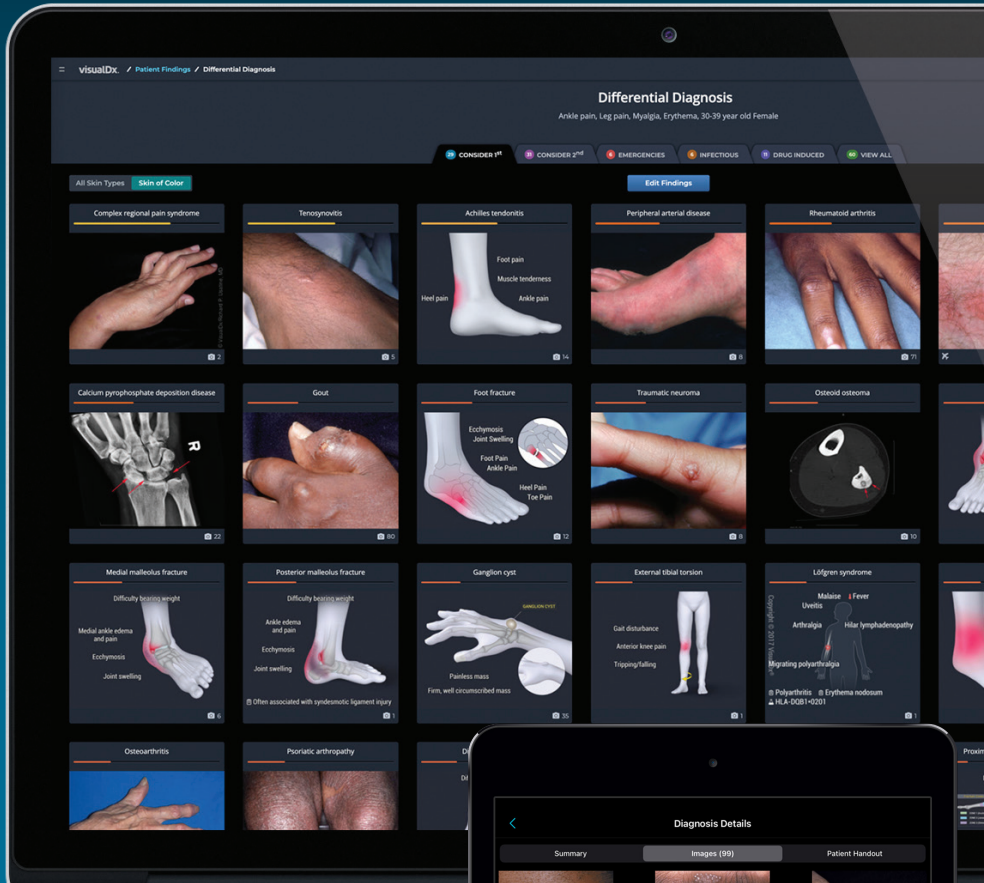 visualDx. / Patient Findings / Differential Diagnosis
Differential Diagnosis
Ankle pain, Leg pain, Myalgia, Erythema, 30-39 year old Female
29 CONSIDER 1st
31 CONSIDER 2nd
INFECTIOUS
EMERGENCIES
11 DRUG INDUCED
60 VIEW ALL
All Skin Types
Skin of Color
Edit Findings
Complex regional pain syndrome
2
Tenosynovitis
5
Achilles tendonitis
Foot pain
Muscle tenderness
Heel pain
Ankle pain
14
Peripheral arterial disease
8
Rheumatoid arthritis
71
Calcium pyrophosphate deposition disease
R
22
Gout
80
Foot fracture
Ecchymosis
Joint Swelling
Foot Pain
Ankle Pain
Heel Pain
Toe Pain
12
Traumatic neuroma
8
Osteoid osteoma
10
Medial malleolus fracture
Difficulty bearing weight
Medial ankle edema
and pain
Ecchymosis
Joint swelling
6
Posterior malleolus fracture
Difficulty bearing weight
Ankle edema
and pain
Ecchymosis
Joint swelling
Often associated with syndesmotic ligament injury
1
Ganglion cyst
GANGLION CYST
Painless mass
Firm, well circumscribed mass
35
External tibial torsion
Gait disturbance
Anterior knee pain
Tripping/falling
1
Löfgren syndrome
Malaise
Fever
Uveitis
Arthralgia
Hilar lymphadenopathy
Migrating polyarthralgia
Polyarthritis
Erythema nodosum
HLA-DQB1*0201
1
Osteoarthritis
Psoriatic arthropathy
Diagnosis Details
Summary
Images (99)
Patient Handout